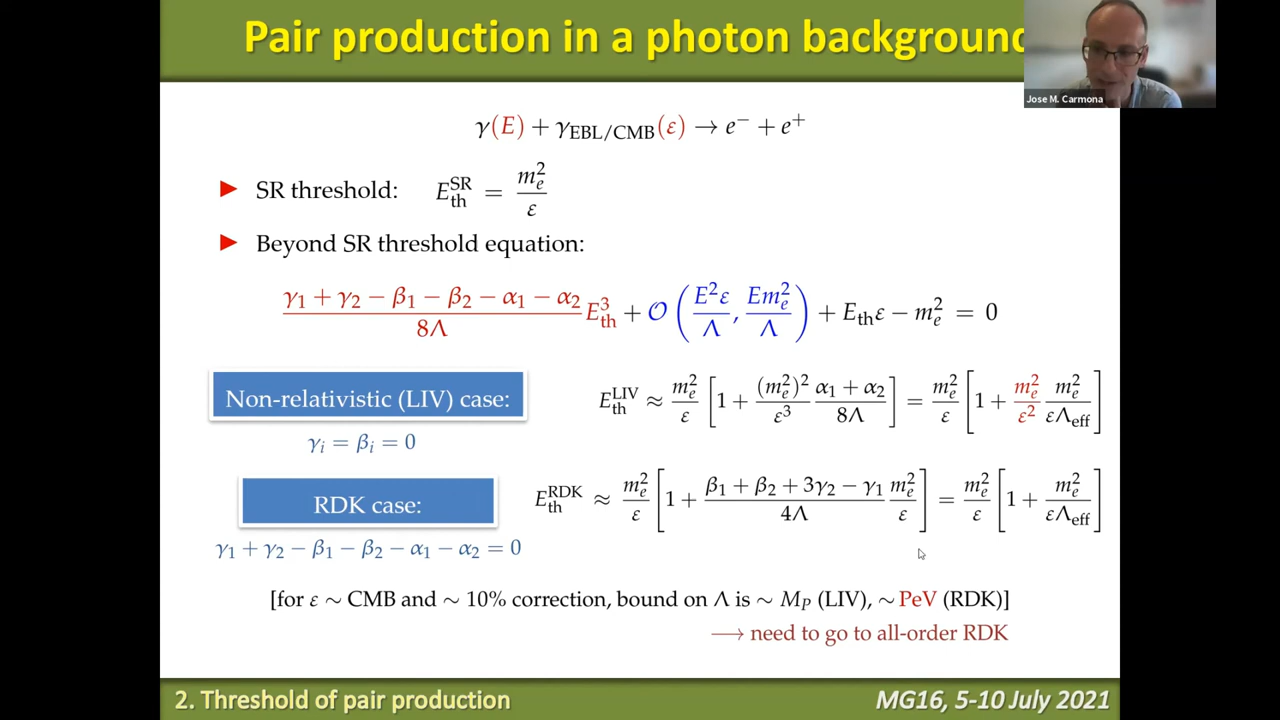 Pair production in a photon background
Jose M. Carmona
γ(E) + γ_EBL/CMB(ε) → e⁻ + e⁺
► SR threshold: E_th^SR = m_e²/ε
► Beyond SR threshold equation:
(γ₁ + γ₂ − β₁ − β₂ − α₁ − α₂)/(8Λ) E_th³ + 𝒪(E²ε/Λ, Em_e²/Λ) + E_thε − m_e² = 0
Non-relativistic (LIV) case:
E_th^LIV ≈ m_e²/ε [1 + (m_e²)²/ε³ (α₁ + α₂)/(8Λ)] = m_e²/ε [1 + m_e²/ε² m_e²/(εΛ_eff)]
γᵢ = βᵢ = 0
RDK case:
E_th^RDK ≈ m_e²/ε [1 + (β₁ + β₂ + 3γ₂ − γ₁)/(4Λ) m_e²/ε] = m_e²/ε [1 + m_e²/(εΛ_eff)]
γ₁ + γ₂ − β₁ − β₂ − α₁ − α₂ = 0
[for ε ∼ CMB and ∼ 10% correction, bound on Λ is ∼ M_P (LIV), ∼ PeV (RDK)]
⟶ need to go to all-order RDK
2. Threshold of pair production
MG16, 5-10 July 2021